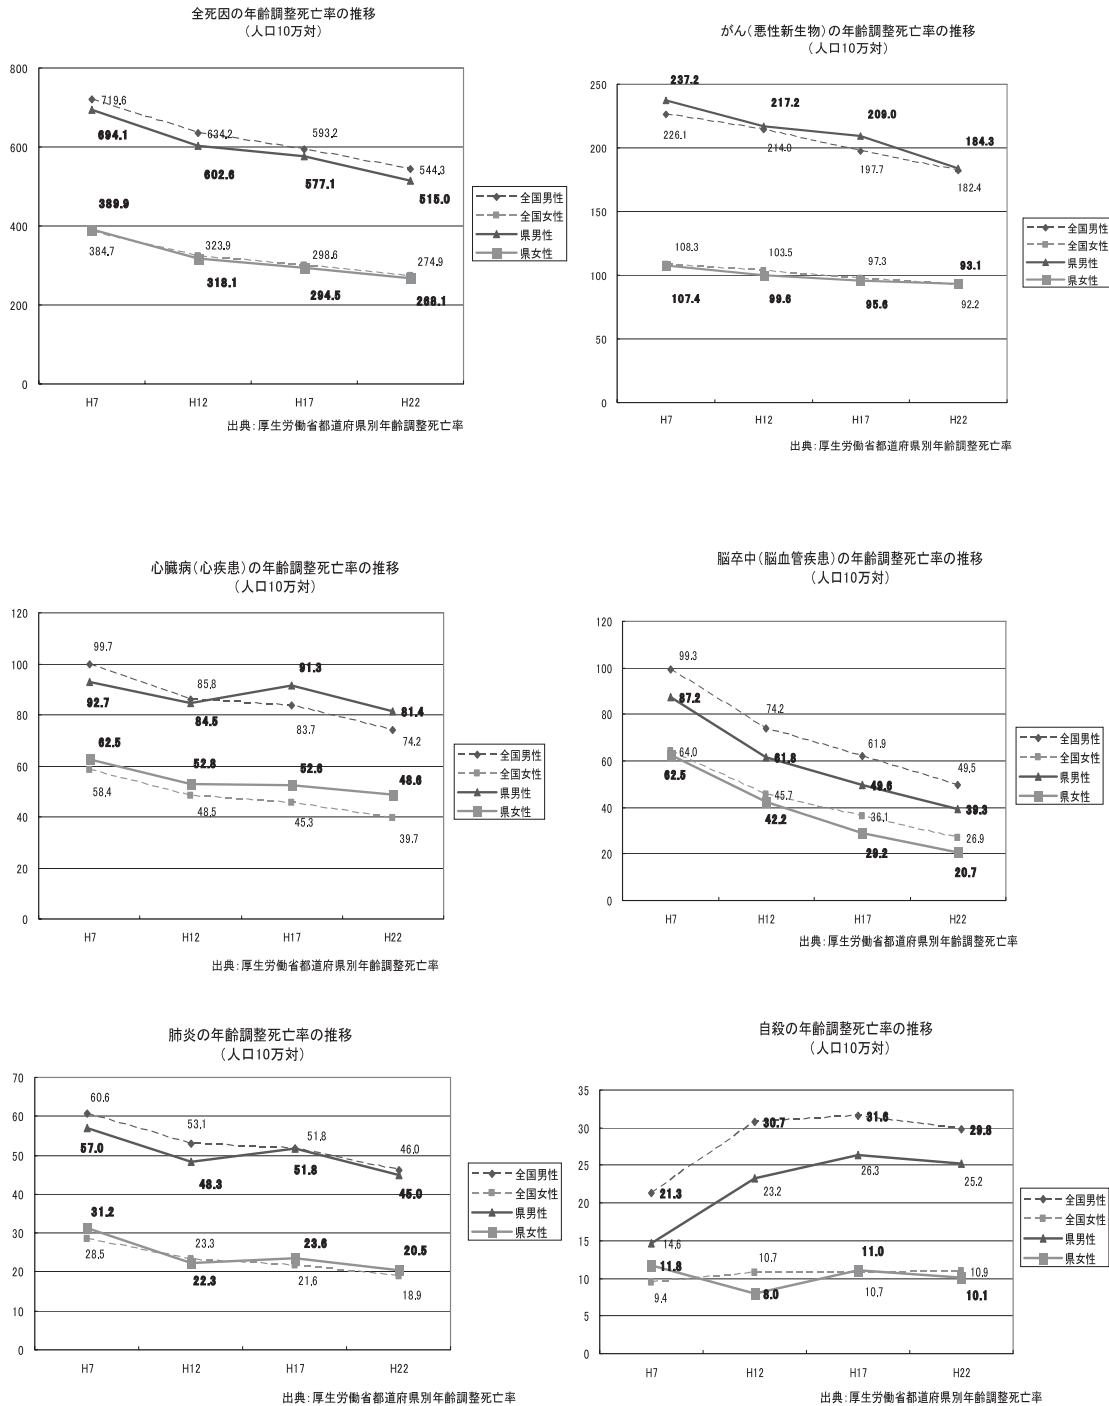 全死因の年齢調整死亡率の推移
（人口10万対）
800
600
400
200
0
719.6
634.2
593.2
544.3
694.1
602.6
577.1
515.0
389.9
384.7
323.9
298.6
274.9
318.1
294.5
268.1
H7
H12
H17
H22
全国男性
全国女性
県男性
県女性
出典：厚生労働省都道府県別年齢調整死亡率
がん（悪性新生物）の年齢調整死亡率の推移
（人口10万対）
250
200
150
100
50
0
237.2
217.2
209.0
184.3
226.1
214.0
197.7
182.4
108.3
103.5
97.3
93.1
107.4
99.6
95.6
92.2
H7
H12
H17
H22
全国男性
全国女性
県男性
県女性
出典：厚生労働省都道府県別年齢調整死亡率
心臓病（心疾患）の年齢調整死亡率の推移
（人口10万対）
120
100
80
60
40
20
0
99.7
85.8
91.3
81.4
92.7
84.5
83.7
74.2
62.5
52.8
52.6
48.6
58.4
48.5
45.3
39.7
H7
H12
H17
H22
全国男性
全国女性
県男性
県女性
出典：厚生労働省都道府県別年齢調整死亡率
脳卒中（脳血管疾患）の年齢調整死亡率の推移
（人口10万対）
120
100
80
60
40
20
0
99.3
74.2
61.9
49.5
87.2
61.8
49.6
39.3
64.0
45.7
36.1
26.9
62.5
42.2
29.2
20.7
H7
H12
H17
H22
全国男性
全国女性
県男性
県女性
出典：厚生労働省都道府県別年齢調整死亡率
肺炎の年齢調整死亡率の推移
（人口10万対）
70
60
50
40
30
20
10
0
60.6
53.1
51.8
46.0
57.0
48.3
51.8
45.0
31.2
23.3
23.6
20.5
28.5
22.3
21.6
18.9
H7
H12
H17
H22
全国男性
全国女性
県男性
県女性
出典：厚生労働省都道府県別年齢調整死亡率
自殺の年齢調整死亡率の推移
（人口10万対）
35
30
25
20
15
10
5
0
21.3
30.7
31.6
29.8
14.6
23.2
26.3
25.2
11.8
10.7
11.0
10.9
9.4
8.0
10.7
10.1
H7
H12
H17
H22
全国男性
全国女性
県男性
県女性
出典：厚生労働省都道府県別年齢調整死亡率